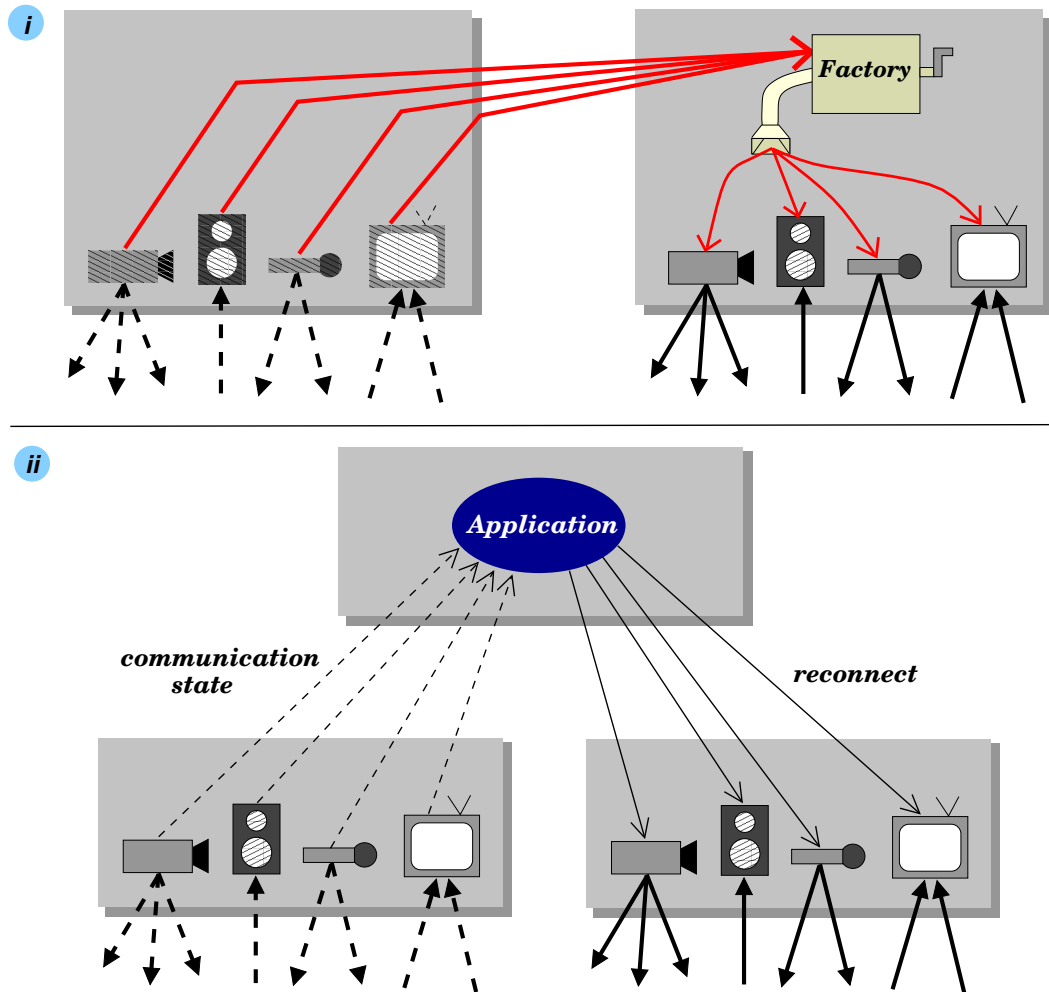 i
Factory
ii
Application
communication
state
reconnect